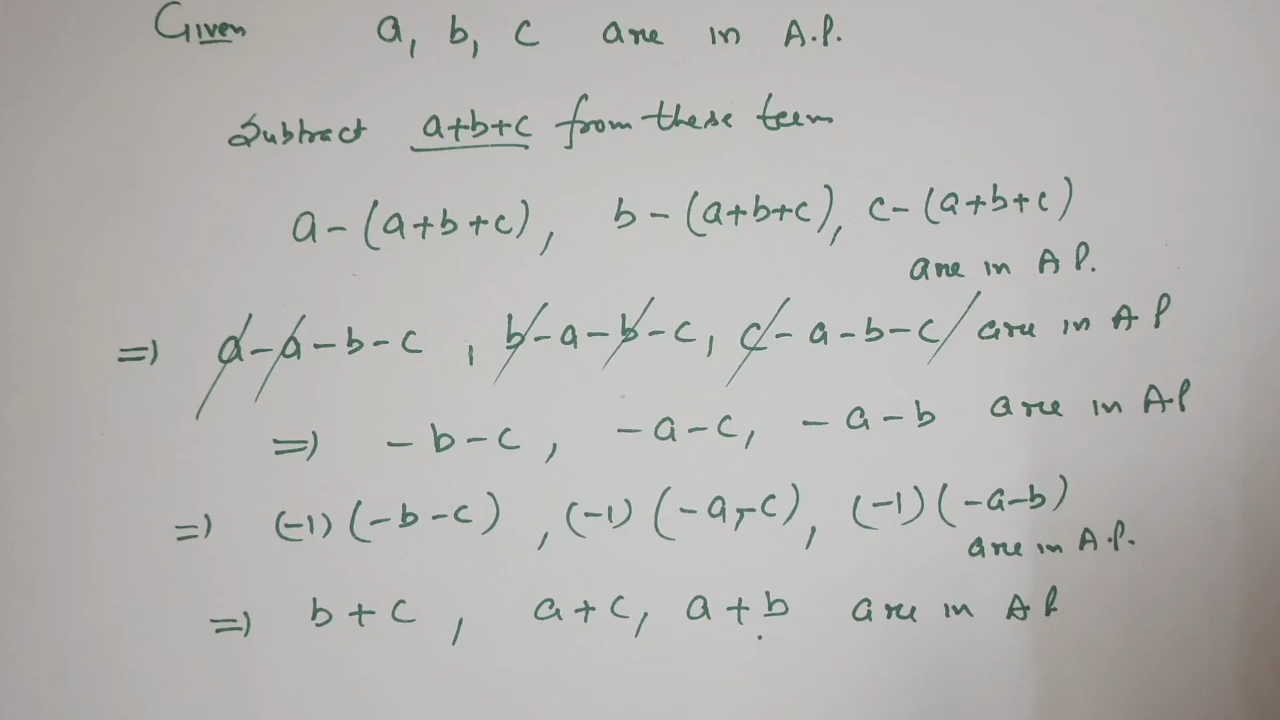 Given a, b, c are in A.P.
Subtract a+b+c from these term
a-(a+b+c), b-(a+b+c), c-(a+b+c)
are in A P.
=) a-a-b-c, b-a-b-c, c-a-b-c are in A P
=) -b-c, -a-c, -a-b are in A.P
=) (-1)(-b-c), (-1)(-a-c), (-1)(-a-b)
are in A.P.
=) b+c, a+c, a+b are in A P